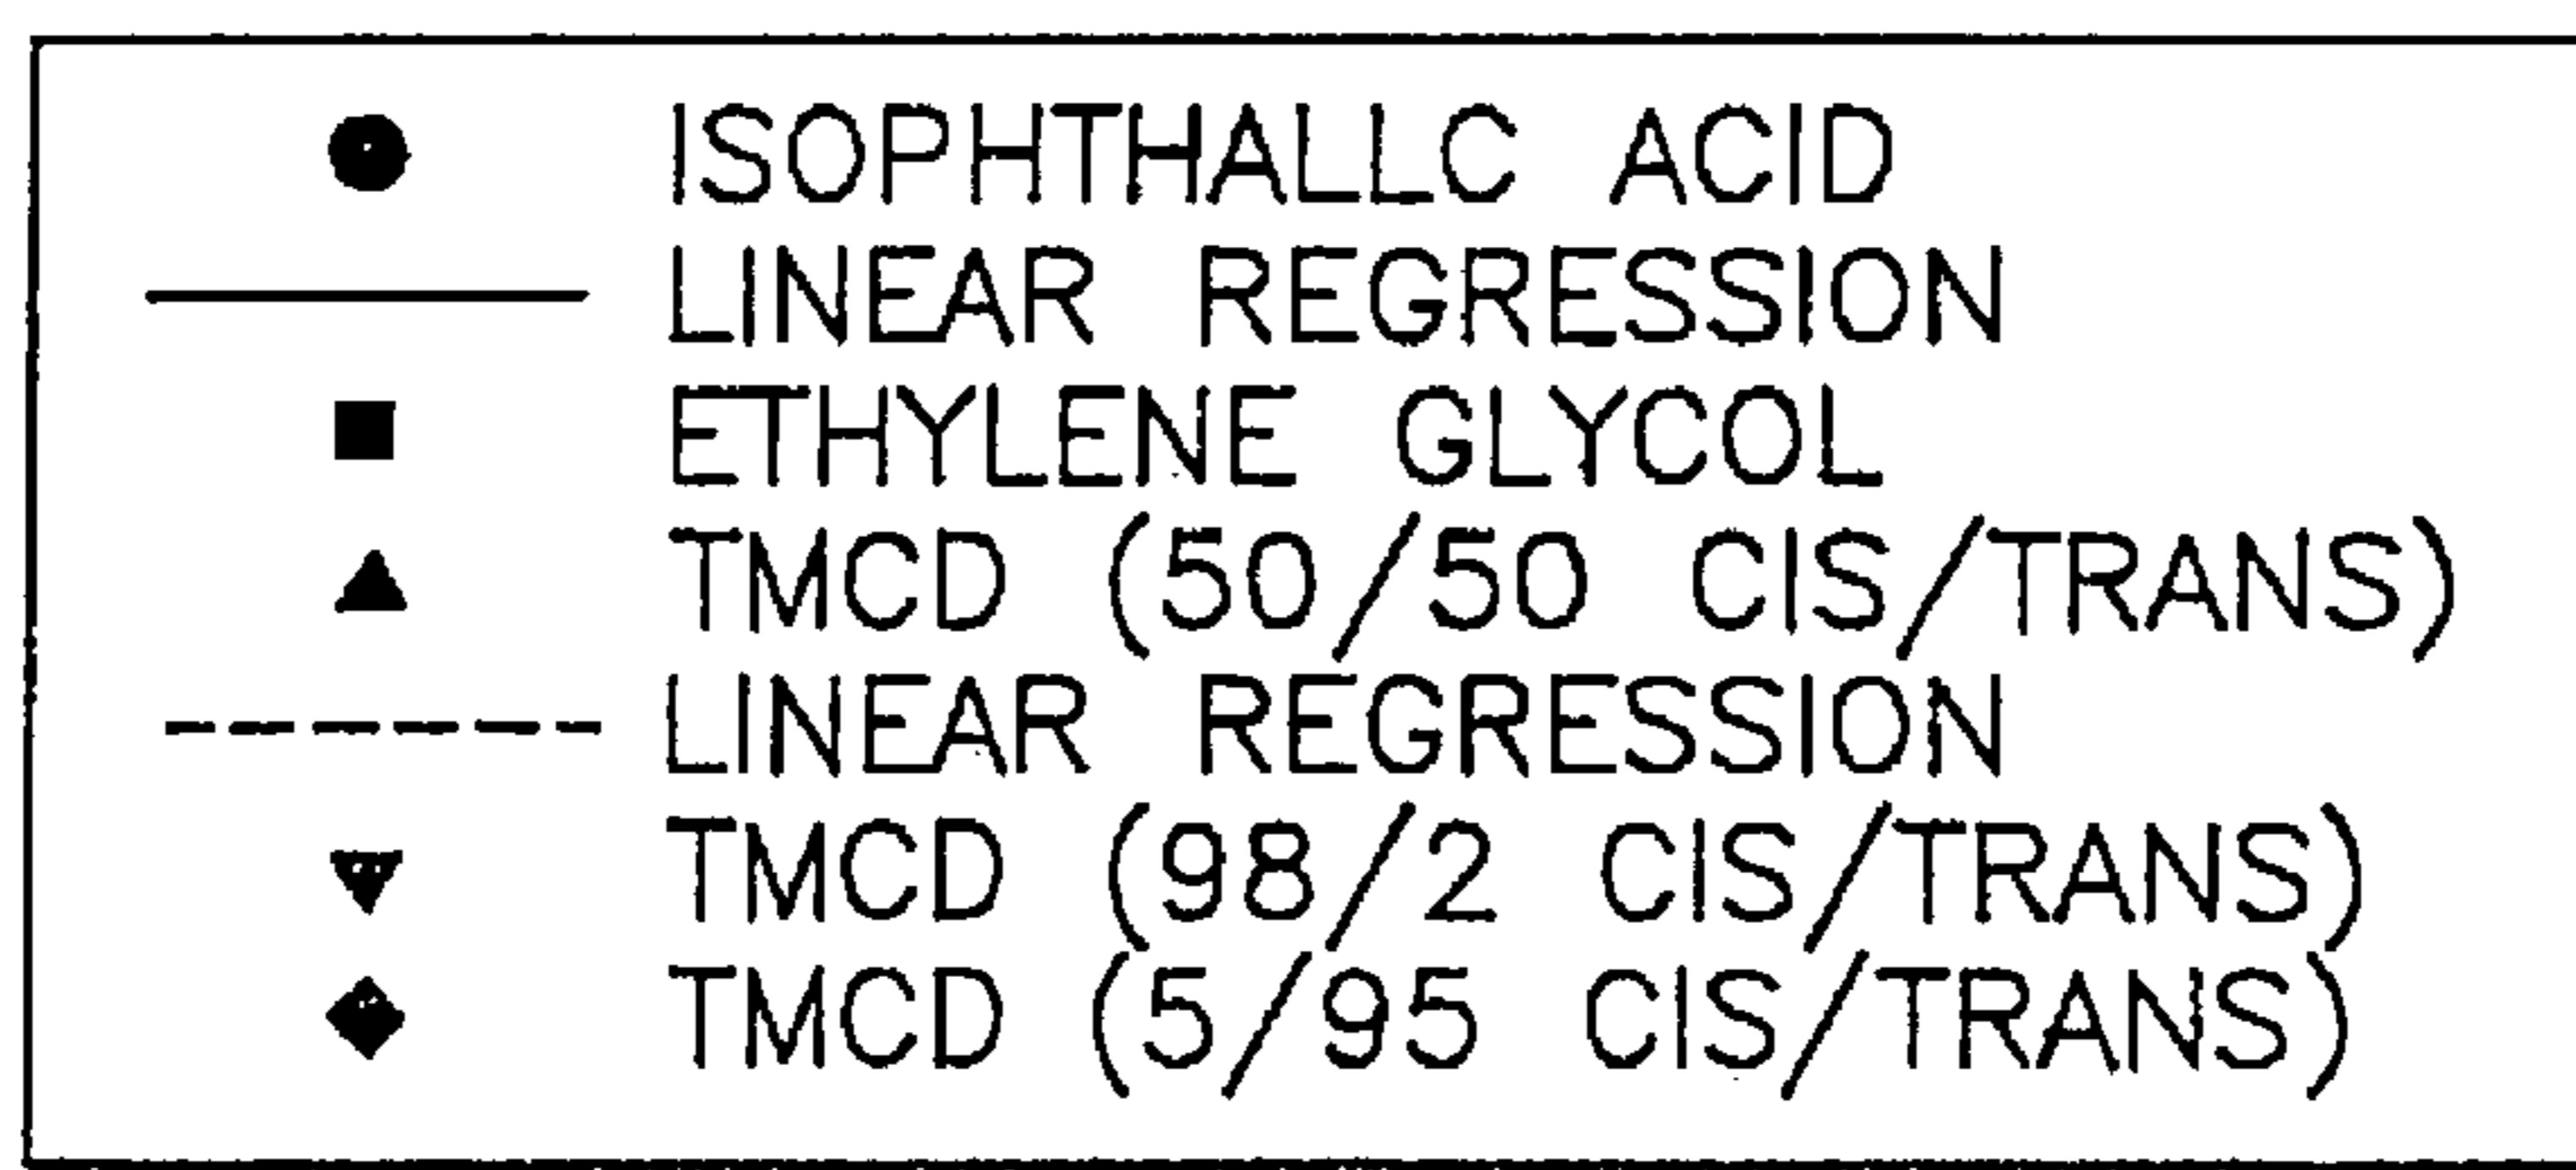 ISOPHTHALLC ACID
LINEAR REGRESSION
ETHYLENE GLYCOL
TMCD (50/50 CIS/TRANS)
LINEAR REGRESSION
TMCD (98/2 CIS/TRANS)
TMCD (5/95 CIS/TRANS)